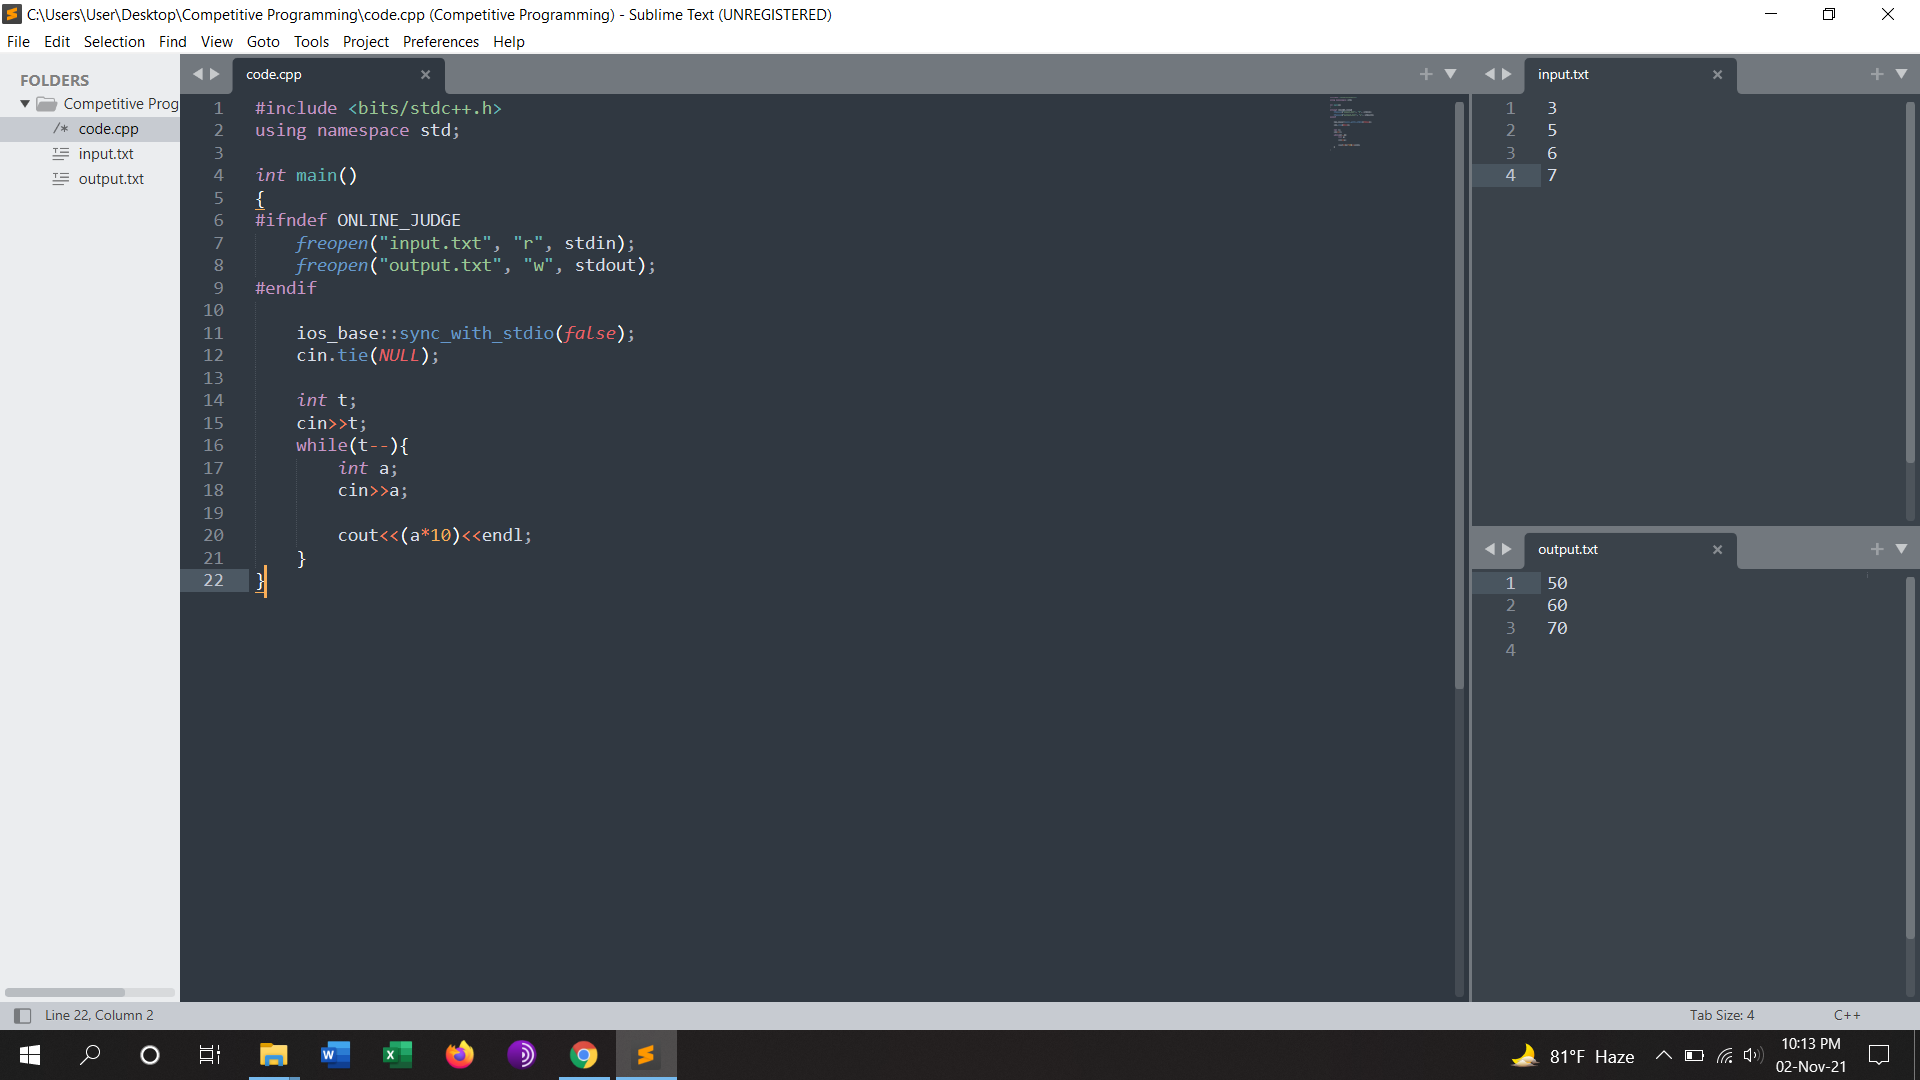 C:\Users\User\Desktop\Competitive Programming\code.cpp (Competitive Programming) - Sublime Text (UNREGISTERED)
File Edit Selection Find View Goto Tools Project Preferences Help
FOLDERS
Competitive Prog
/* code.cpp
input.txt
output.txt
code.cpp
1 #include <bits/stdc++.h>
2 using namespace std;
3
4 int main()
5 {
6 #ifndef ONLINE_JUDGE
7     freopen("input.txt", "r", stdin);
8     freopen("output.txt", "w", stdout);
9 #endif
10
11     ios_base::sync_with_stdio(false);
12     cin.tie(NULL);
13
14     int t;
15     cin>>t;
16     while(t--){
17         int a;
18         cin>>a;
19
20         cout<<(a*10)<<endl;
21     }
22 }
input.txt
1 3
2 5
3 6
4 7
output.txt
1 50
2 60
3 70
4
Line 22, Column 2
Tab Size: 4
C++
81°F Haze
10:13 PM
02-Nov-21